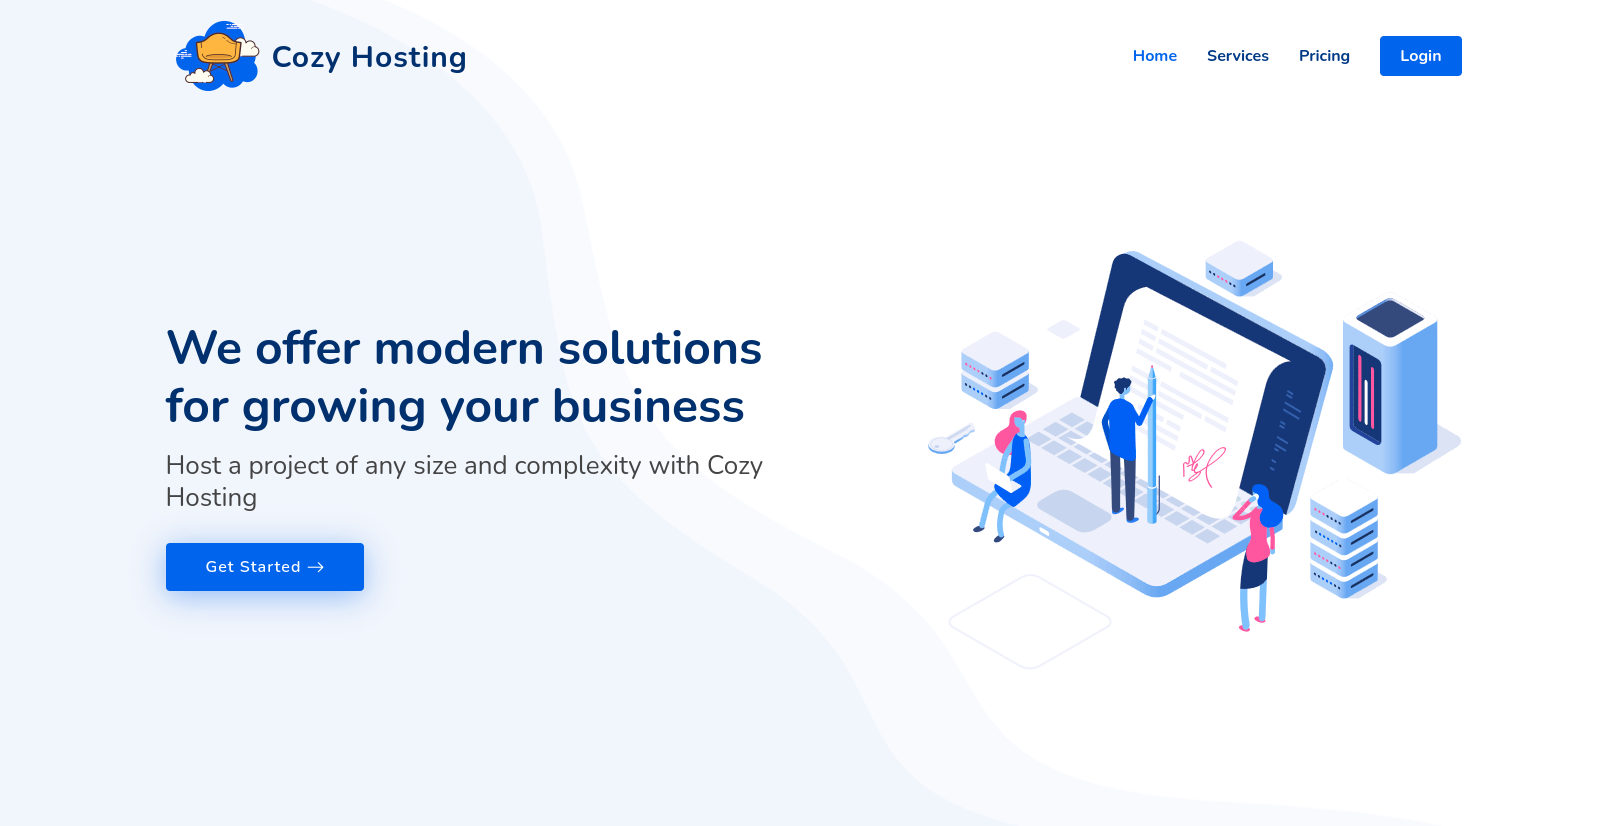 Cozy Hosting
Home
Services
Pricing
Login
We offer modern solutions
for growing your business
Host a project of any size and complexity with Cozy
Hosting
Get Started →